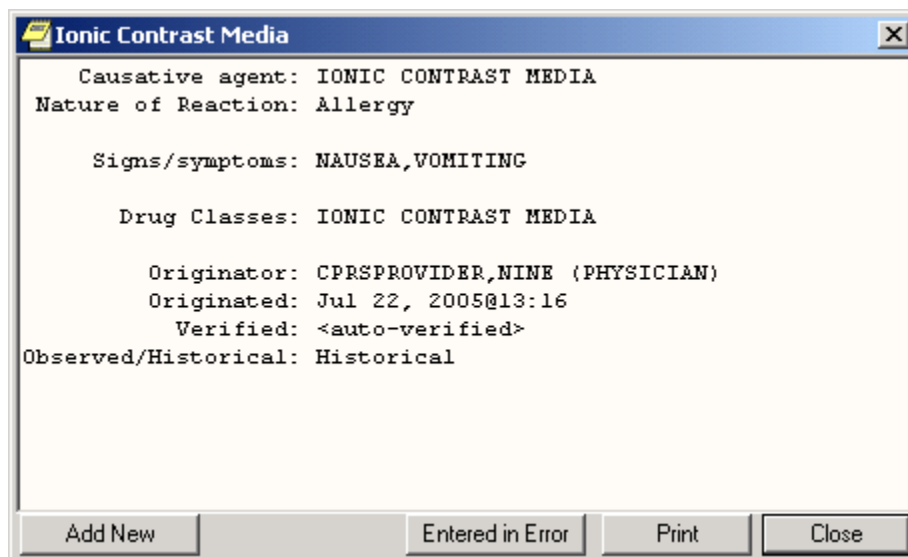 Ionic Contrast Media
Causative agent: IONIC CONTRAST MEDIA
Nature of Reaction: Allergy
Signs/symptoms: NAUSEA,VOMITING
Drug Classes: IONIC CONTRAST MEDIA
Originator: CPRSPROVIDER,NINE (PHYSICIAN)
Originated: Jul 22, 2005@13:16
Verified: <auto-verified>
Observed/Historical: Historical
Add New Entered in Error Print Close